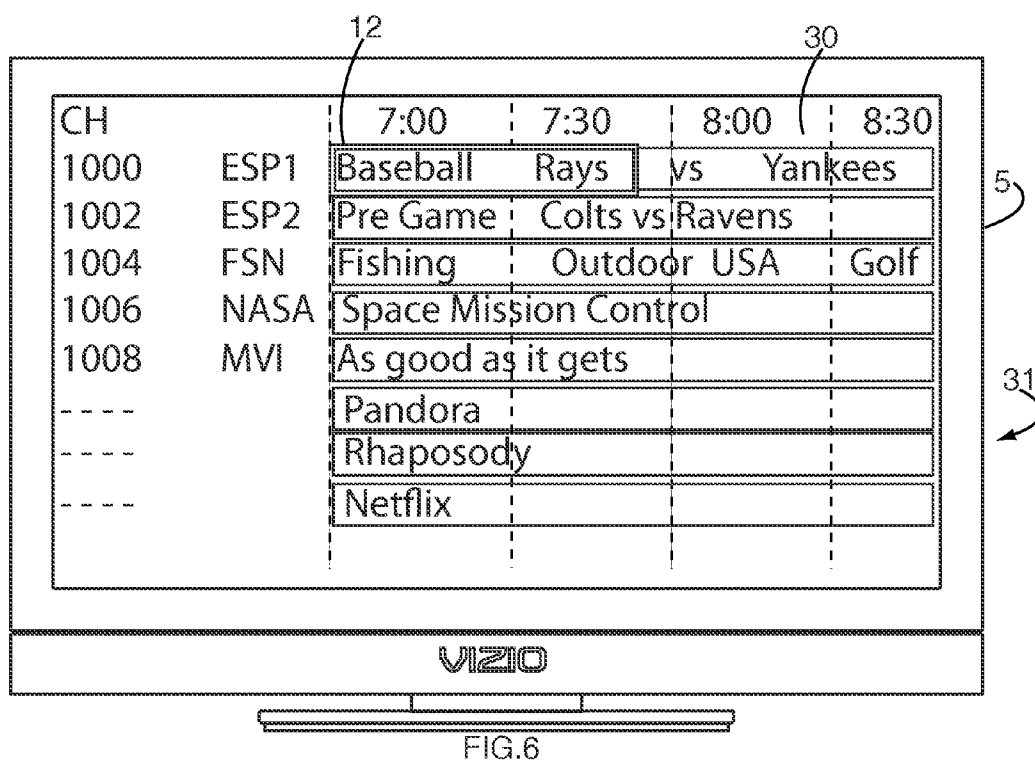 12
30
CH 7:00 7:30 8:00 8:30
1000 ESP1 Baseball Rays vs Yankees
1002 ESP2 Pre Game Colts vs Ravens
5
1004 FSN Fishing Outdoor USA Golf
1006 NASA Space Mission Control
1008 MVI As good as it gets
31
---- Pandora
---- Rhaposody
---- Netflix
VIZIO
FIG.6